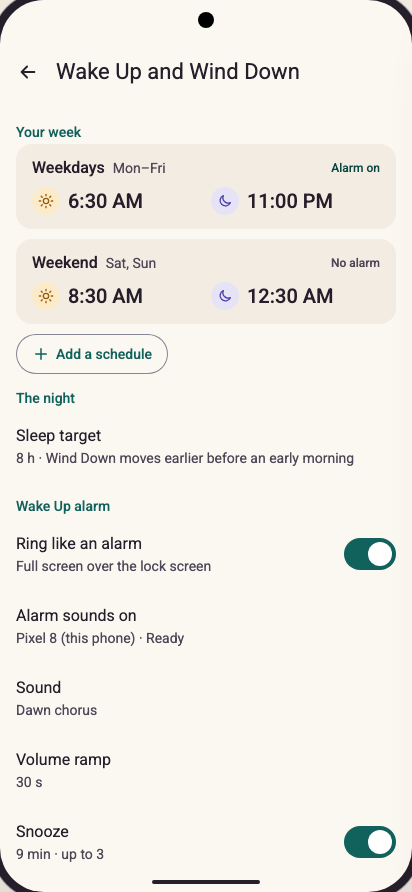 Wake Up and Wind Down
Your week
Weekdays Mon–Fri Alarm on
6:30 AM 11:00 PM
Weekend Sat, Sun No alarm
8:30 AM 12:30 AM
Add a schedule
The night
Sleep target
8 h · Wind Down moves earlier before an early morning
Wake Up alarm
Ring like an alarm
Full screen over the lock screen
Alarm sounds on
Pixel 8 (this phone) · Ready
Sound
Dawn chorus
Volume ramp
30 s
Snooze
9 min · up to 3